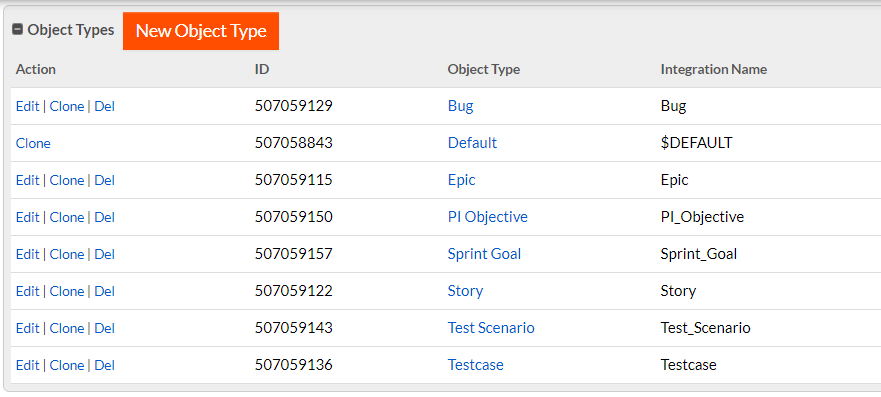 Object Types New Object Type
Action ID Object Type Integration Name
Edit | Clone | Del 507059129 Bug Bug
Clone 507058843 Default $DEFAULT
Edit | Clone | Del 507059115 Epic Epic
Edit | Clone | Del 507059150 PI Objective PI_Objective
Edit | Clone | Del 507059157 Sprint Goal Sprint_Goal
Edit | Clone | Del 507059122 Story Story
Edit | Clone | Del 507059143 Test Scenario Test_Scenario
Edit | Clone | Del 507059136 Testcase Testcase